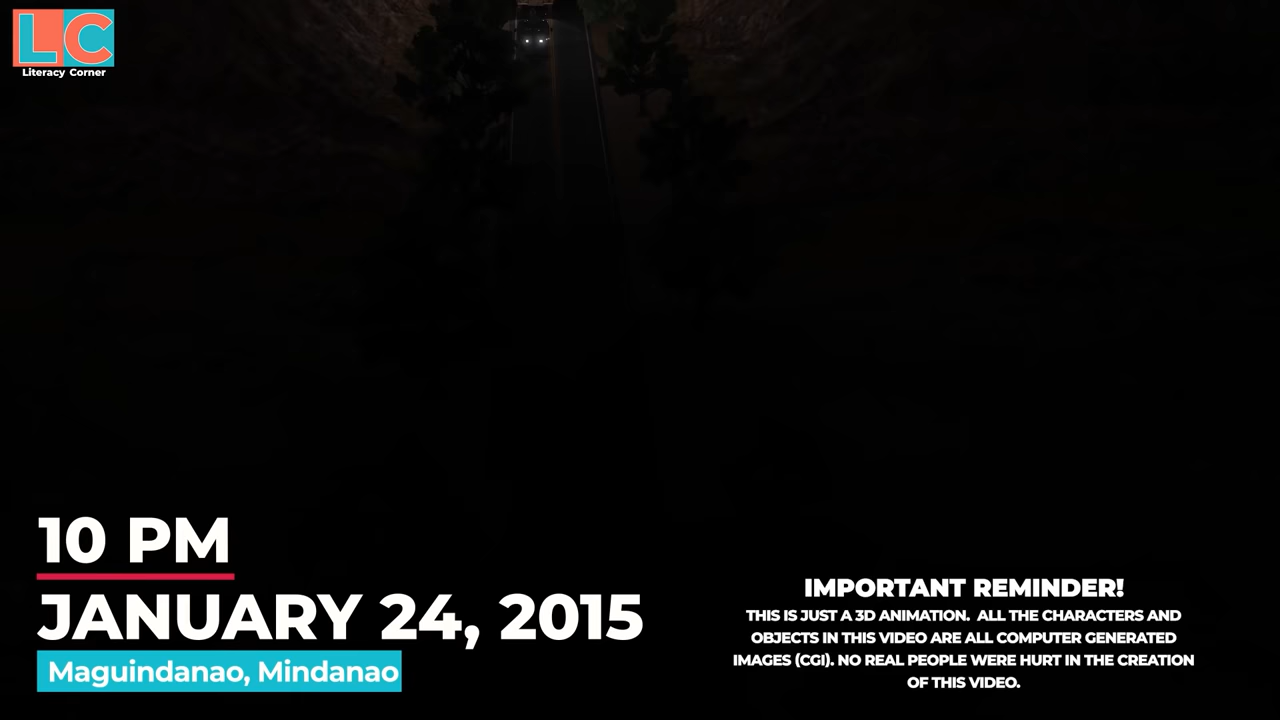 LC
Literacy Corner
10 PM
JANUARY 24, 2015
Maguindanao, Mindanao
IMPORTANT REMINDER!
THIS IS JUST A 3D ANIMATION. ALL THE CHARACTERS AND
OBJECTS IN THIS VIDEO ARE ALL COMPUTER GENERATED
IMAGES (CGI). NO REAL PEOPLE WERE HURT IN THE CREATION
OF THIS VIDEO.